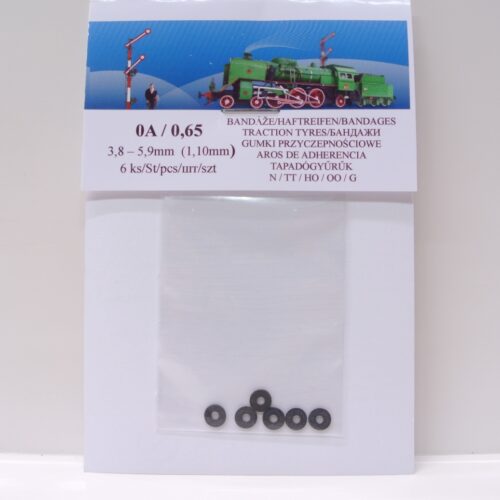 0A / 0,65
3,8 – 5,9mm (1,10mm)
6 ks/St/pcs/шт/szt
BANDÁŽE/HAFTREIFEN/BANDAGES
TRACTION TYRES/БАНДАЖИ
GUMKI PRZYCZEPNOŚCIOWE
AROS DE ADHERENCIA
TAPADÓGYŰRŰK
N / TT / HO / OO / G